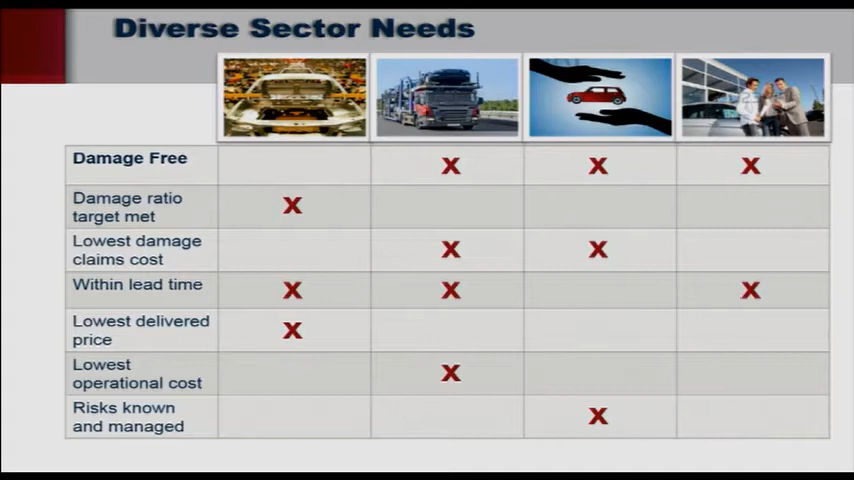 Diverse Sector Needs
Damage Free
X X X
Damage ratio
target met
X
Lowest damage
claims cost
X X
Within lead time
X X X
Lowest delivered
price
X
Lowest
operational cost
X
Risks known
and managed
X